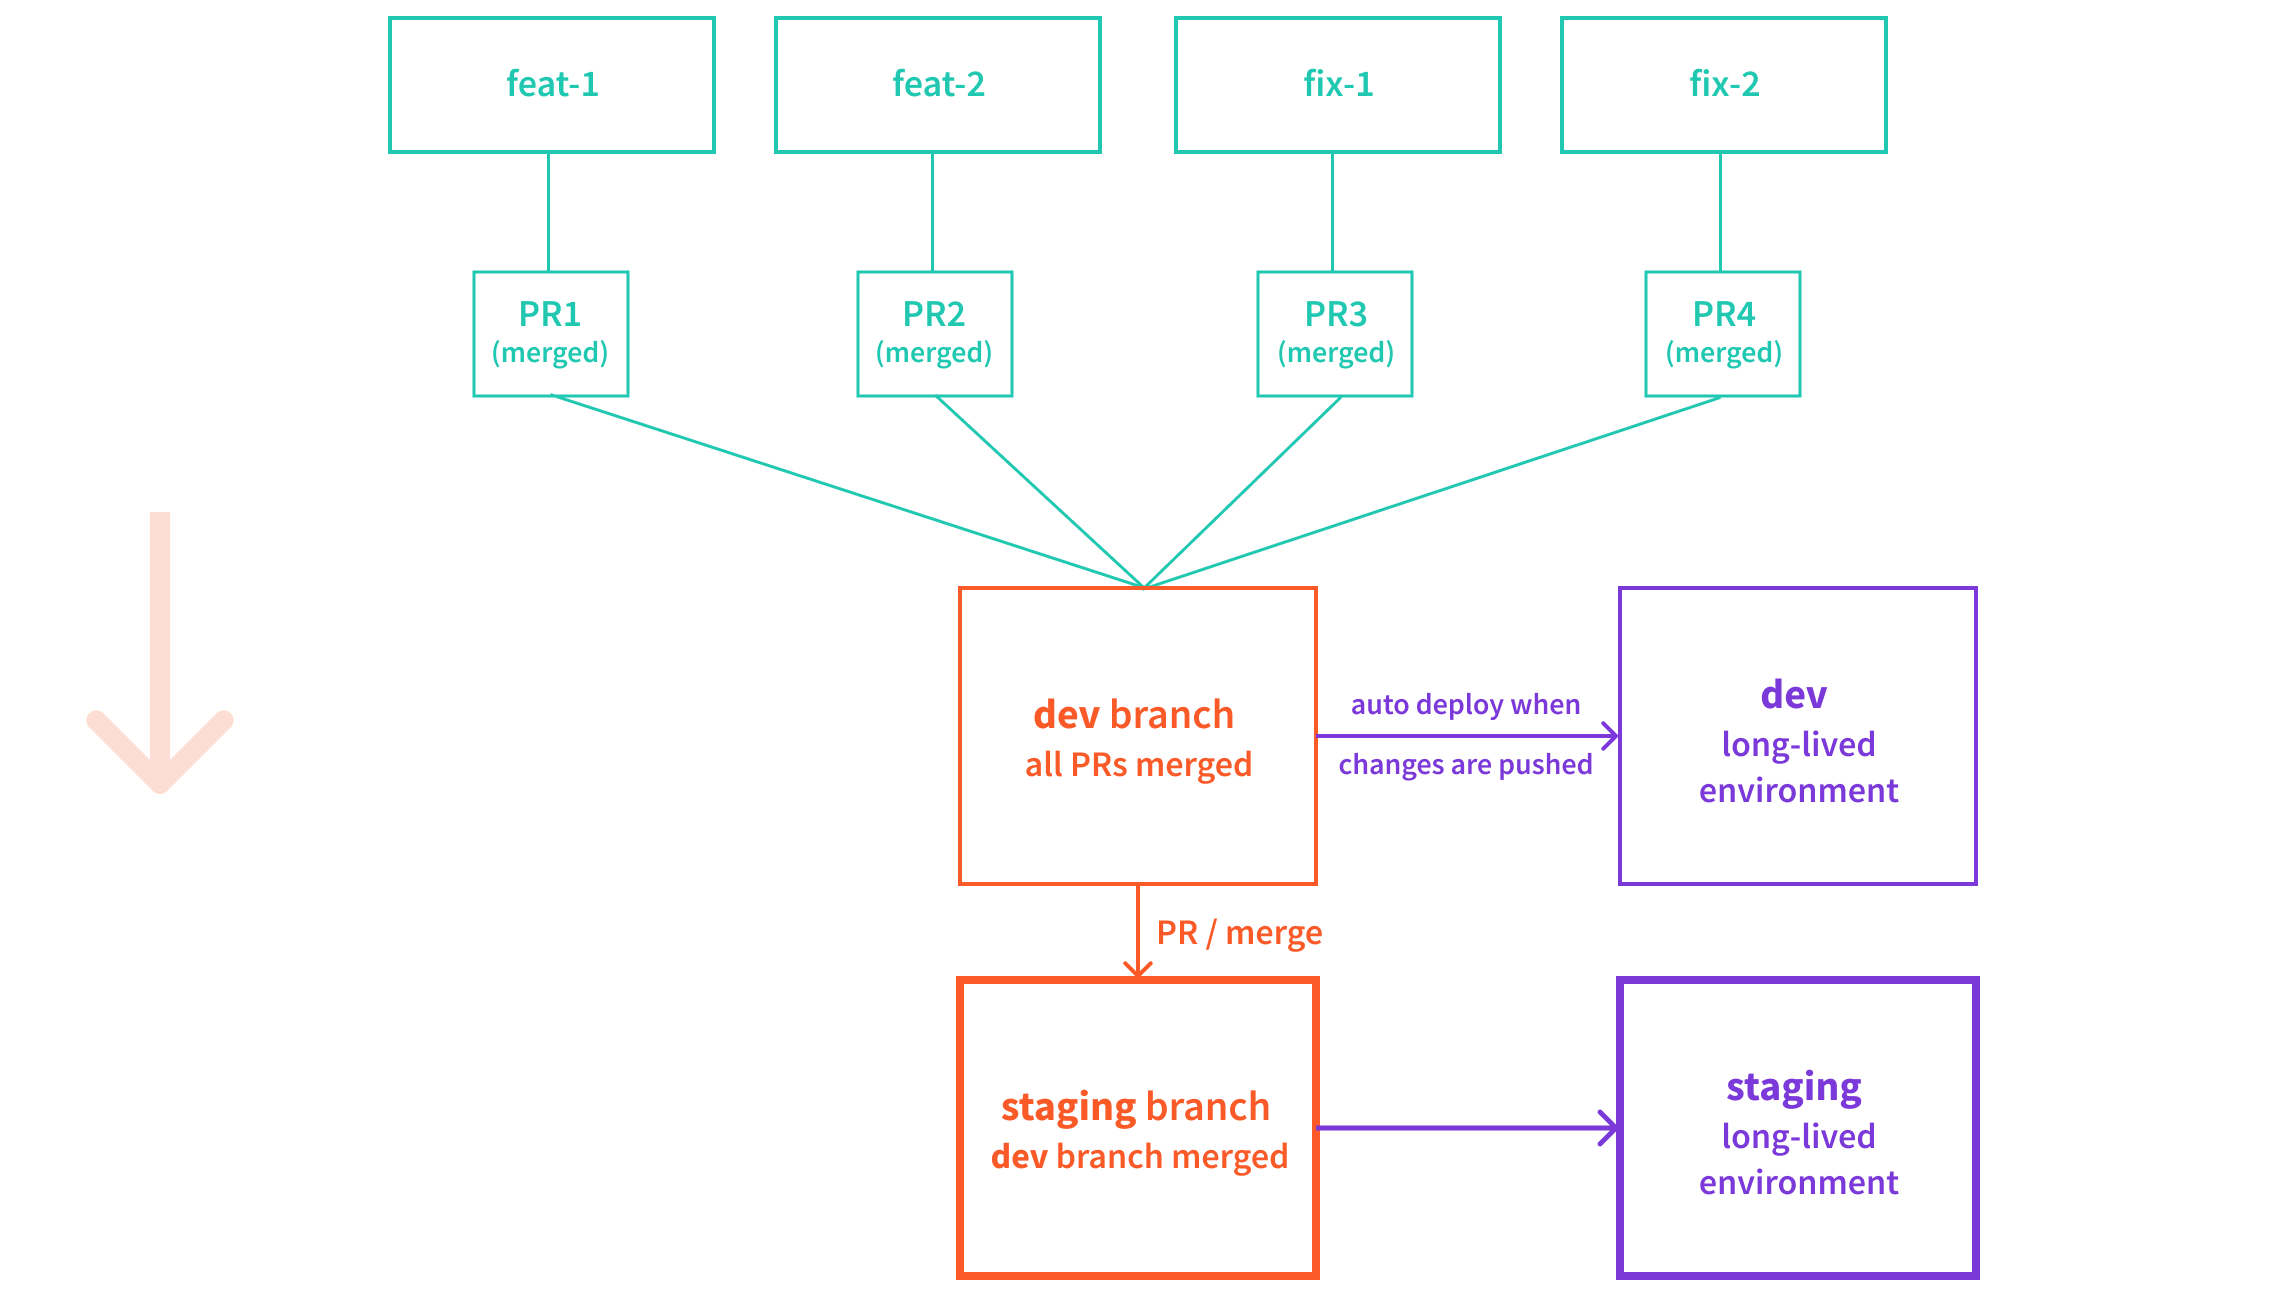 feat-1
feat-2
fix-1
fix-2
PR1
(merged)
PR2
(merged)
PR3
(merged)
PR4
(merged)
dev branch
all PRs merged
auto deploy when
changes are pushed
dev
long-lived
environment
PR / merge
staging branch
dev branch merged
staging
long-lived
environment